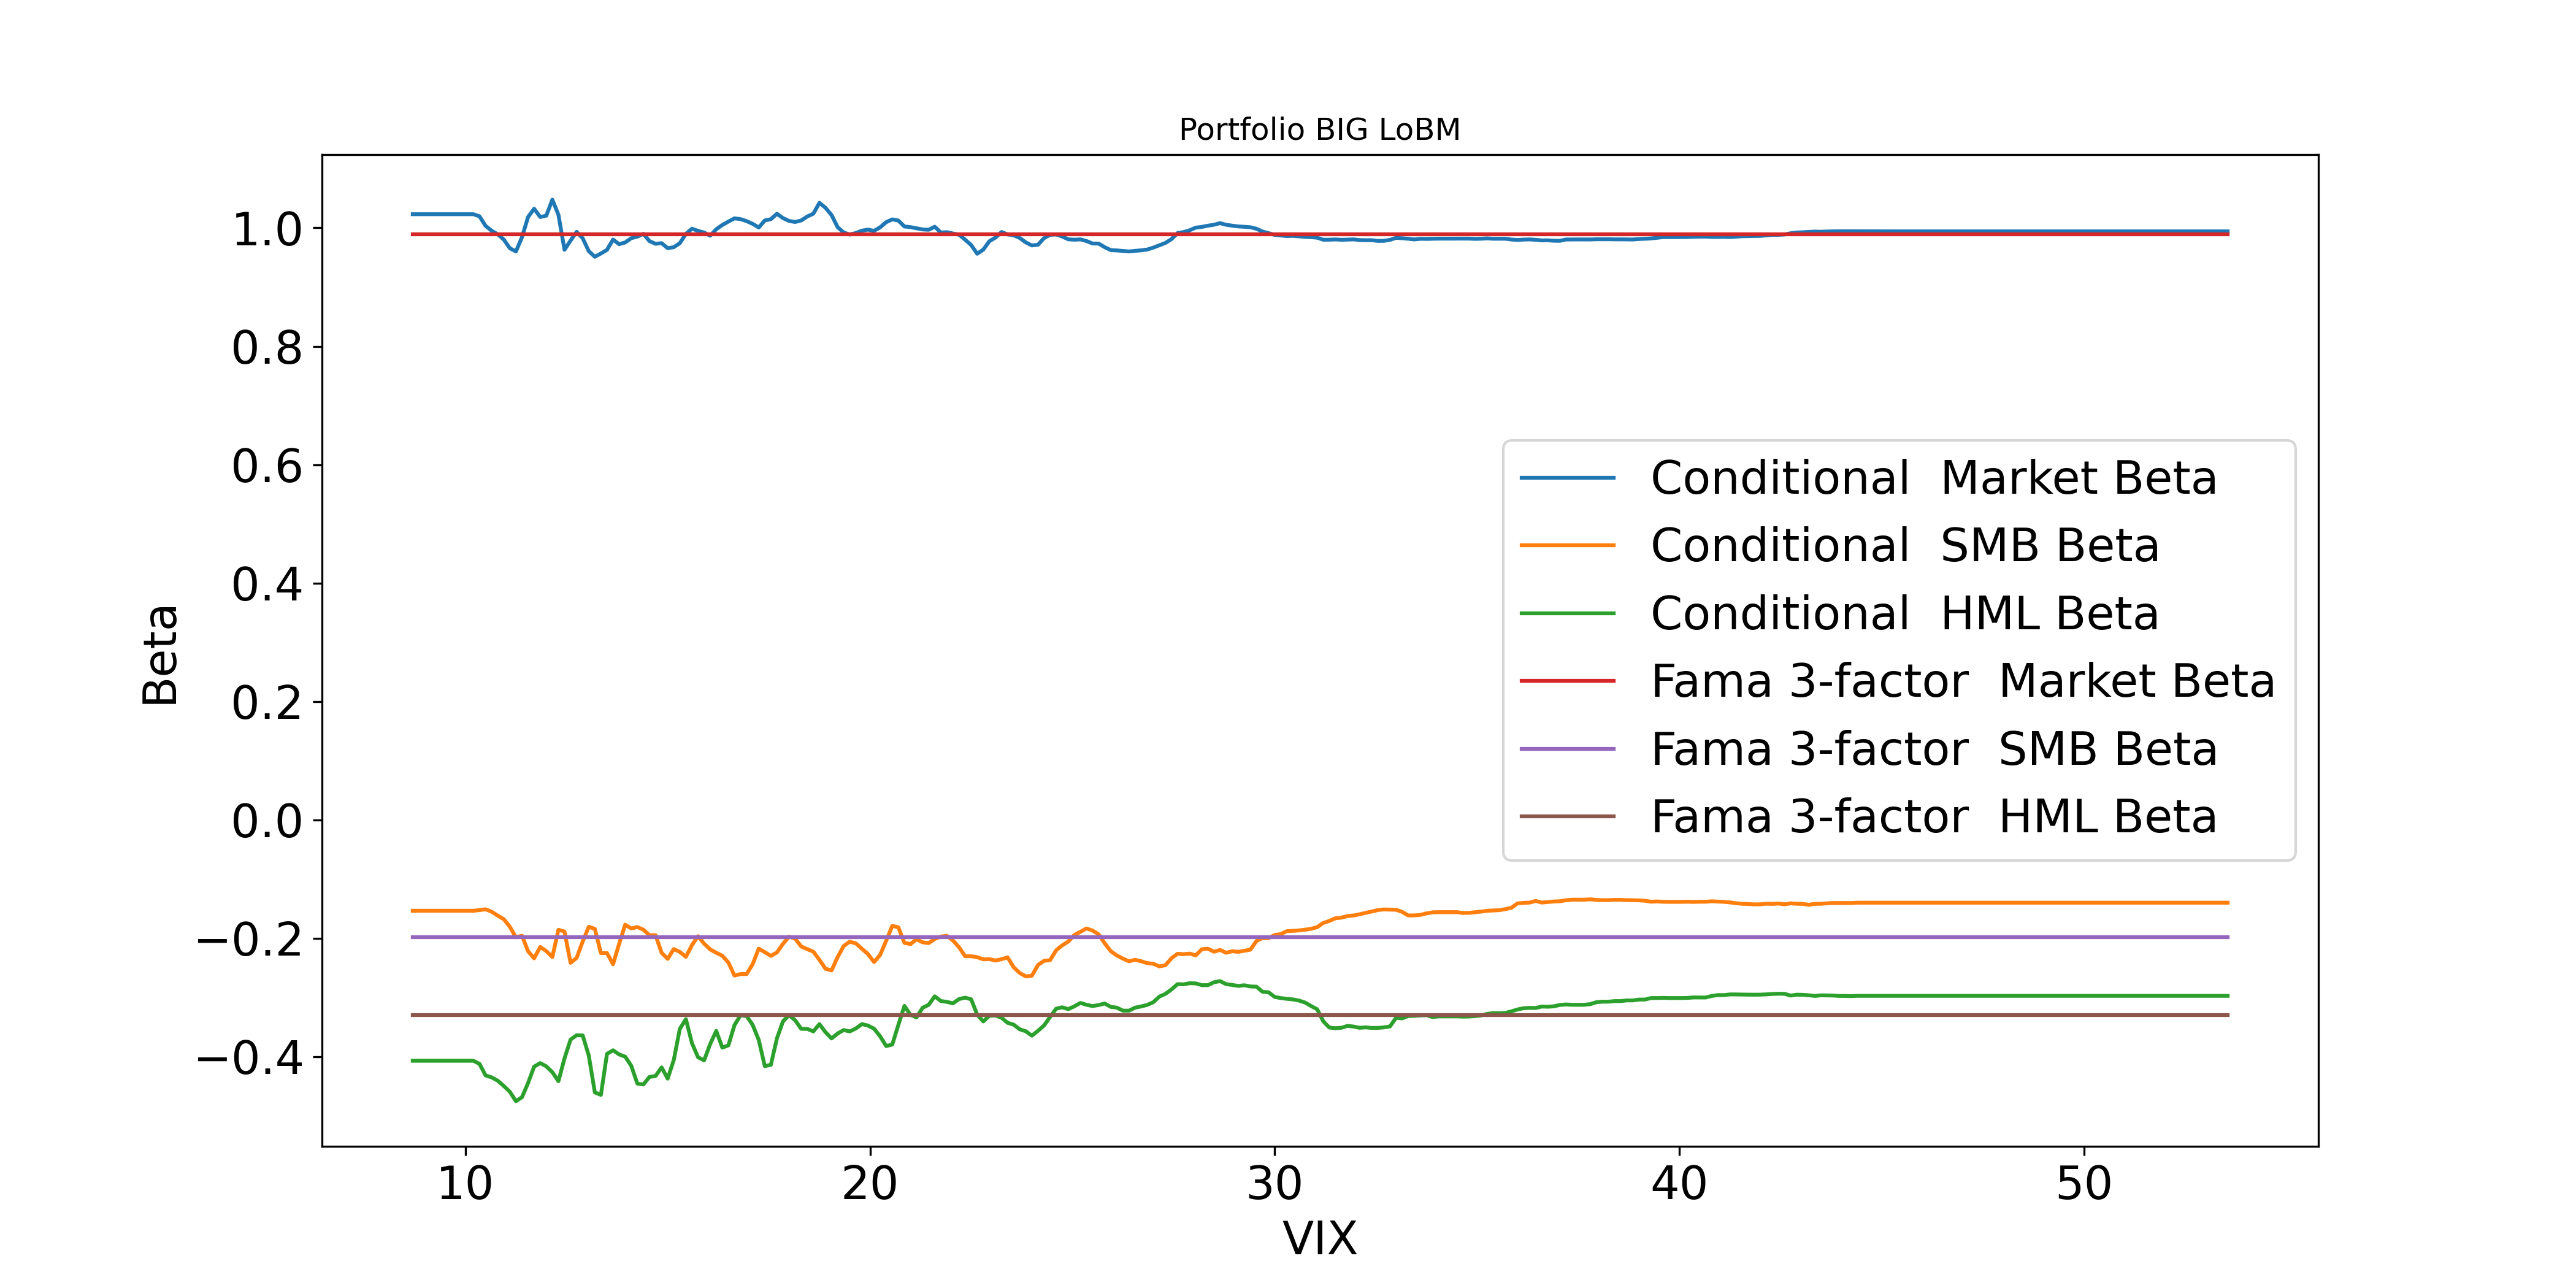 Portfolio BIG LoBM
1.0
0.8
0.6
0.4
0.2
0.0
−0.2
−0.4
Beta
Conditional  Market Beta
Conditional  SMB Beta
Conditional  HML Beta
Fama 3-factor  Market Beta
Fama 3-factor  SMB Beta
Fama 3-factor  HML Beta
10 20 30 40 50
VIX